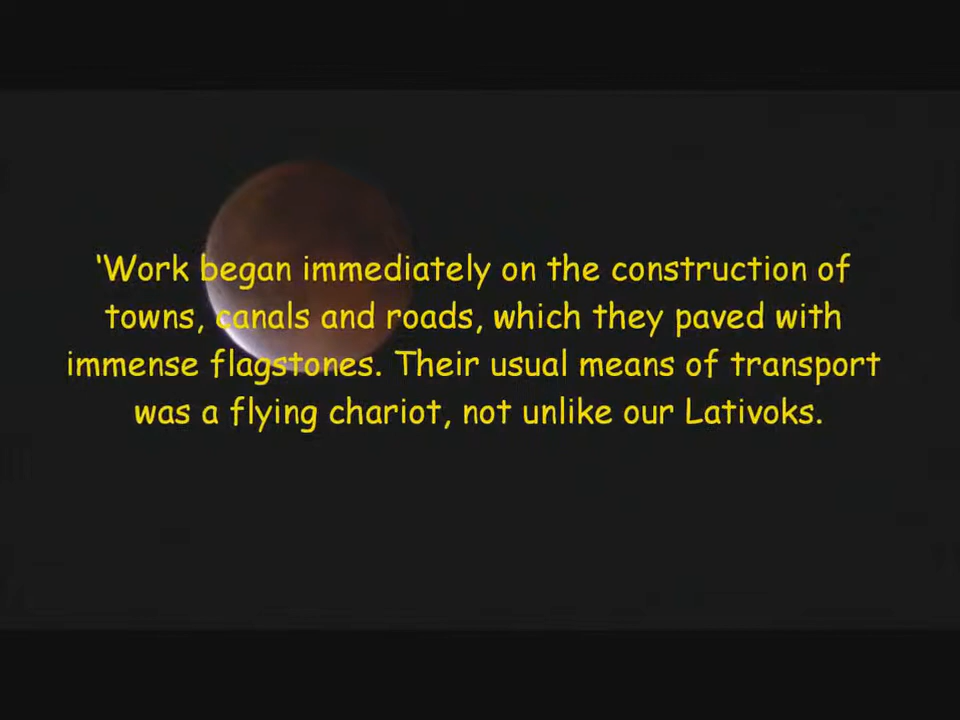 ‘Work began immediately on the construction of
towns, canals and roads, which they paved with
immense flagstones. Their usual means of transport
was a flying chariot, not unlike our Lativoks.